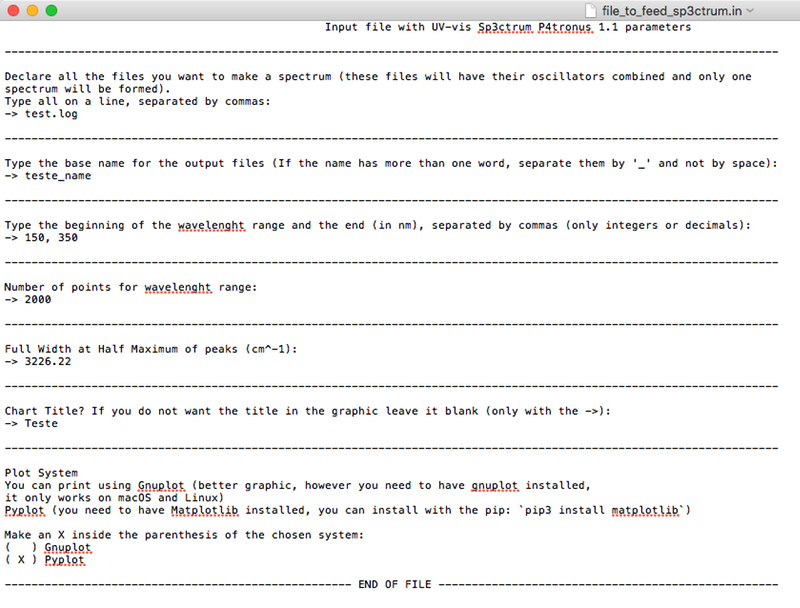 file_to_feed_sp3ctrum.in
Input file with UV-vis Sp3ctrum P4tronus 1.1 parameters
--------------------------------------------------------------------------------------------------------------------
Declare all the files you want to make a spectrum (these files will have their oscillators combined and only one
spectrum will be formed).
Type all on a line, separated by commas:
-> test.log
--------------------------------------------------------------------------------------------------------------------
Type the base name for the output files (If the name has more than one word, separate them by '_' and not by space):
-> teste_name
--------------------------------------------------------------------------------------------------------------------
Type the beginning of the wavelenght range and the end (in nm), separated by commas (only integers or decimals):
-> 150, 350
--------------------------------------------------------------------------------------------------------------------
Number of points for wavelenght range:
-> 2000
--------------------------------------------------------------------------------------------------------------------
Full Width at Half Maximum of peaks (cm^-1):
-> 3226.22
--------------------------------------------------------------------------------------------------------------------
Chart Title? If you do not want the title in the graphic leave it blank (only with the ->):
-> Teste
--------------------------------------------------------------------------------------------------------------------
Plot System
You can print using Gnuplot (better graphic, however you need to have gnuplot installed,
it only works on macOS and Linux)
Pyplot (you need to have Matplotlib installed, you can install with the pip: `pip3 install matplotlib`)
Make an X inside the parenthesis of the chosen system:
(   ) Gnuplot
( X ) Pyplot
---------------------------------------------------- END OF FILE ---------------------------------------------------